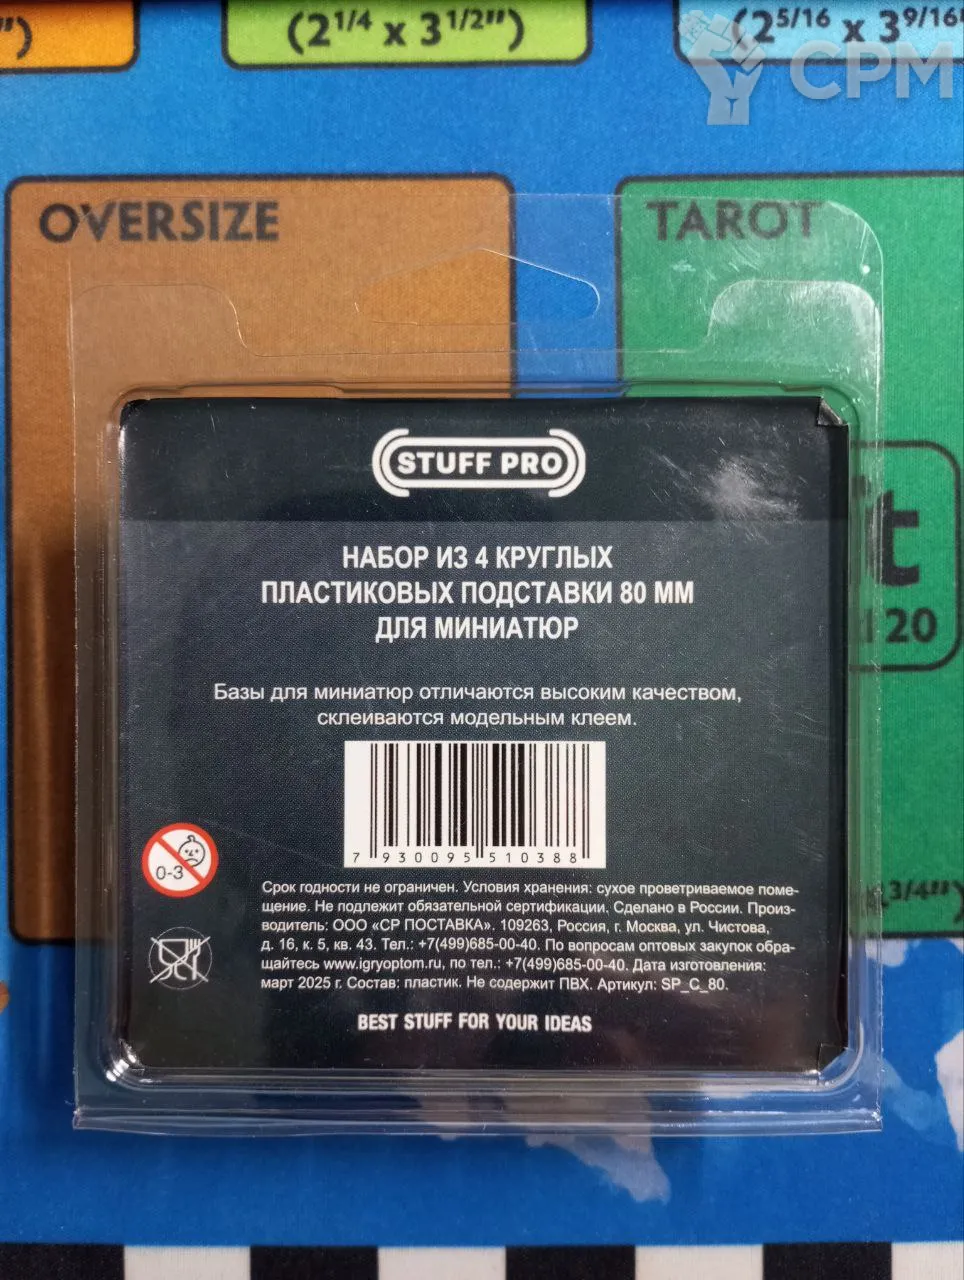 ")
(2 1/4 x 3 1/2")
(2 5/16 x 3 9/16"
СРМ
OVERSIZE
TAROT
STUFF PRO
НАБОР ИЗ 4 КРУГЛЫХ
ПЛАСТИКОВЫХ ПОДСТАВКИ 80 ММ
ДЛЯ МИНИАТЮР
it
20
Базы для миниатюр отличаются высоким качеством,
склеиваются модельным клеем.
7 930095 510388
0-3
Срок годности не ограничен. Условия хранения: сухое проветриваемое поме-
щение. Не подлежит обязательной сертификации. Сделано в России. Произ-
водитель: ООО «СР ПОСТАВКА». 109263, Россия, г. Москва, ул. Чистова,
д. 16, к. 5, кв. 43. Тел.: +7(499)685-00-40. По вопросам оптовых закупок обра-
щайтесь www.igryoptom.ru, по тел.: +7(499)685-00-40. Дата изготовления:
март 2025 г. Состав: пластик. Не содержит ПВХ. Артикул: SP_C_80.
3/4")
BEST STUFF FOR YOUR IDEAS